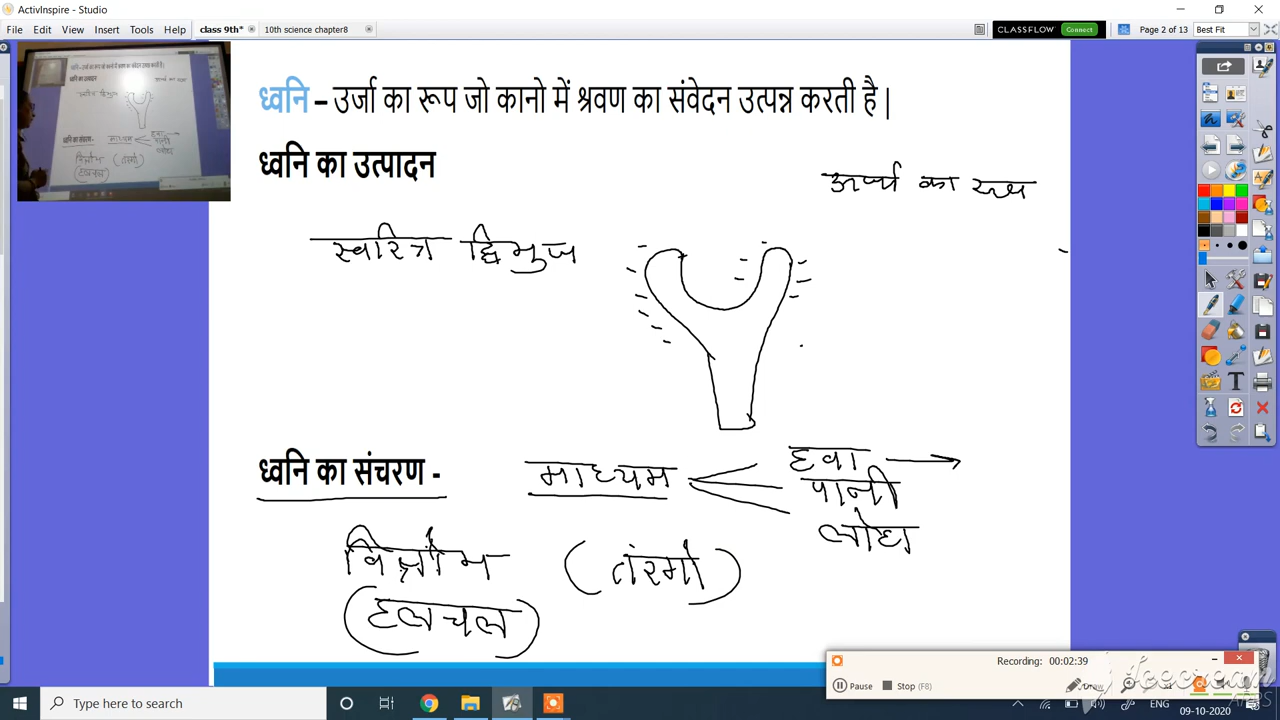 ActivInspire - Studio
File Edit View Insert Tools Help
class 9th*
10th science chapter8
CLASSFLOW Connect
Page 2 of 13
Best Fit
ध्वनि – उर्जा का रूप जो कानो में श्रवण का संवेदन उत्पन्न करती है |
ध्वनि का उत्पादन
का रूप
स्वरित्र द्विभुज
ध्वनि का संचरण -
माध्यम
हवा
पानी
लोहा
विक्षोभ
(तंरगो)
(हलचल)
Recording: 00:02:39
Pause
Stop (F8)
Draw
Type here to search
ENG
09-10-2020